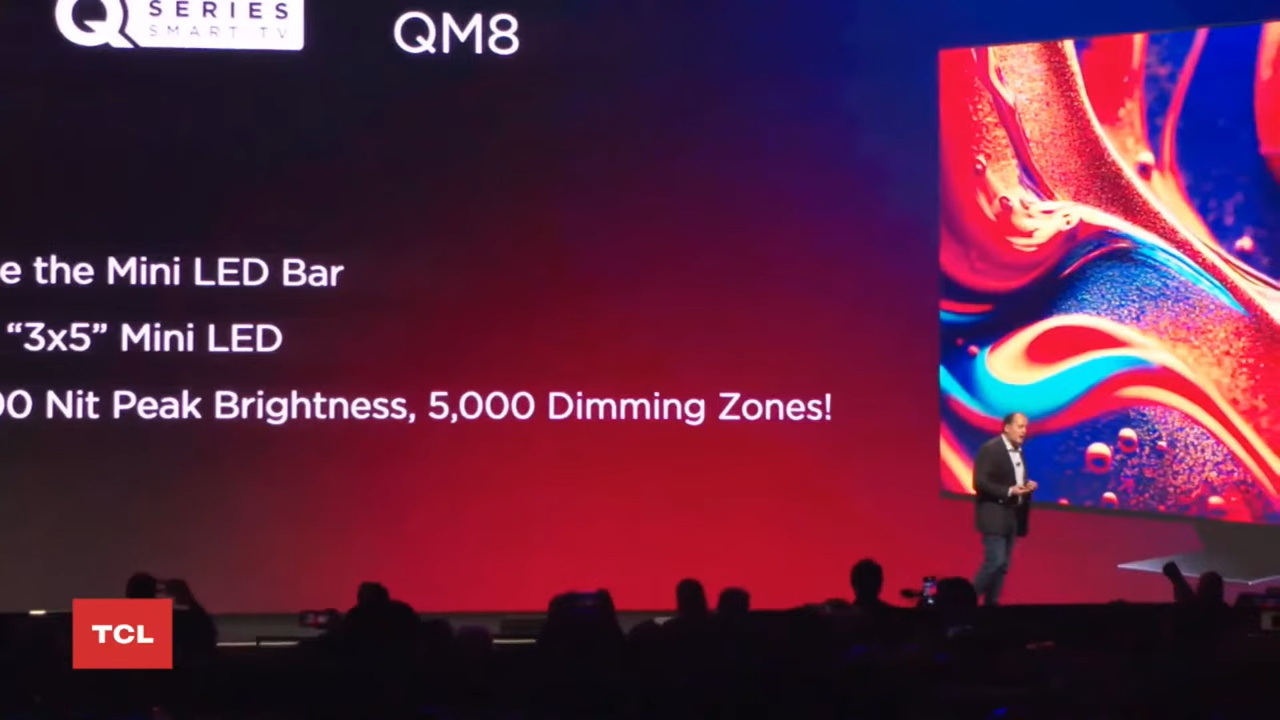 SERIES
SMART TV
QM8
e the Mini LED Bar
“3x5” Mini LED
00 Nit Peak Brightness, 5,000 Dimming Zones!
TCL